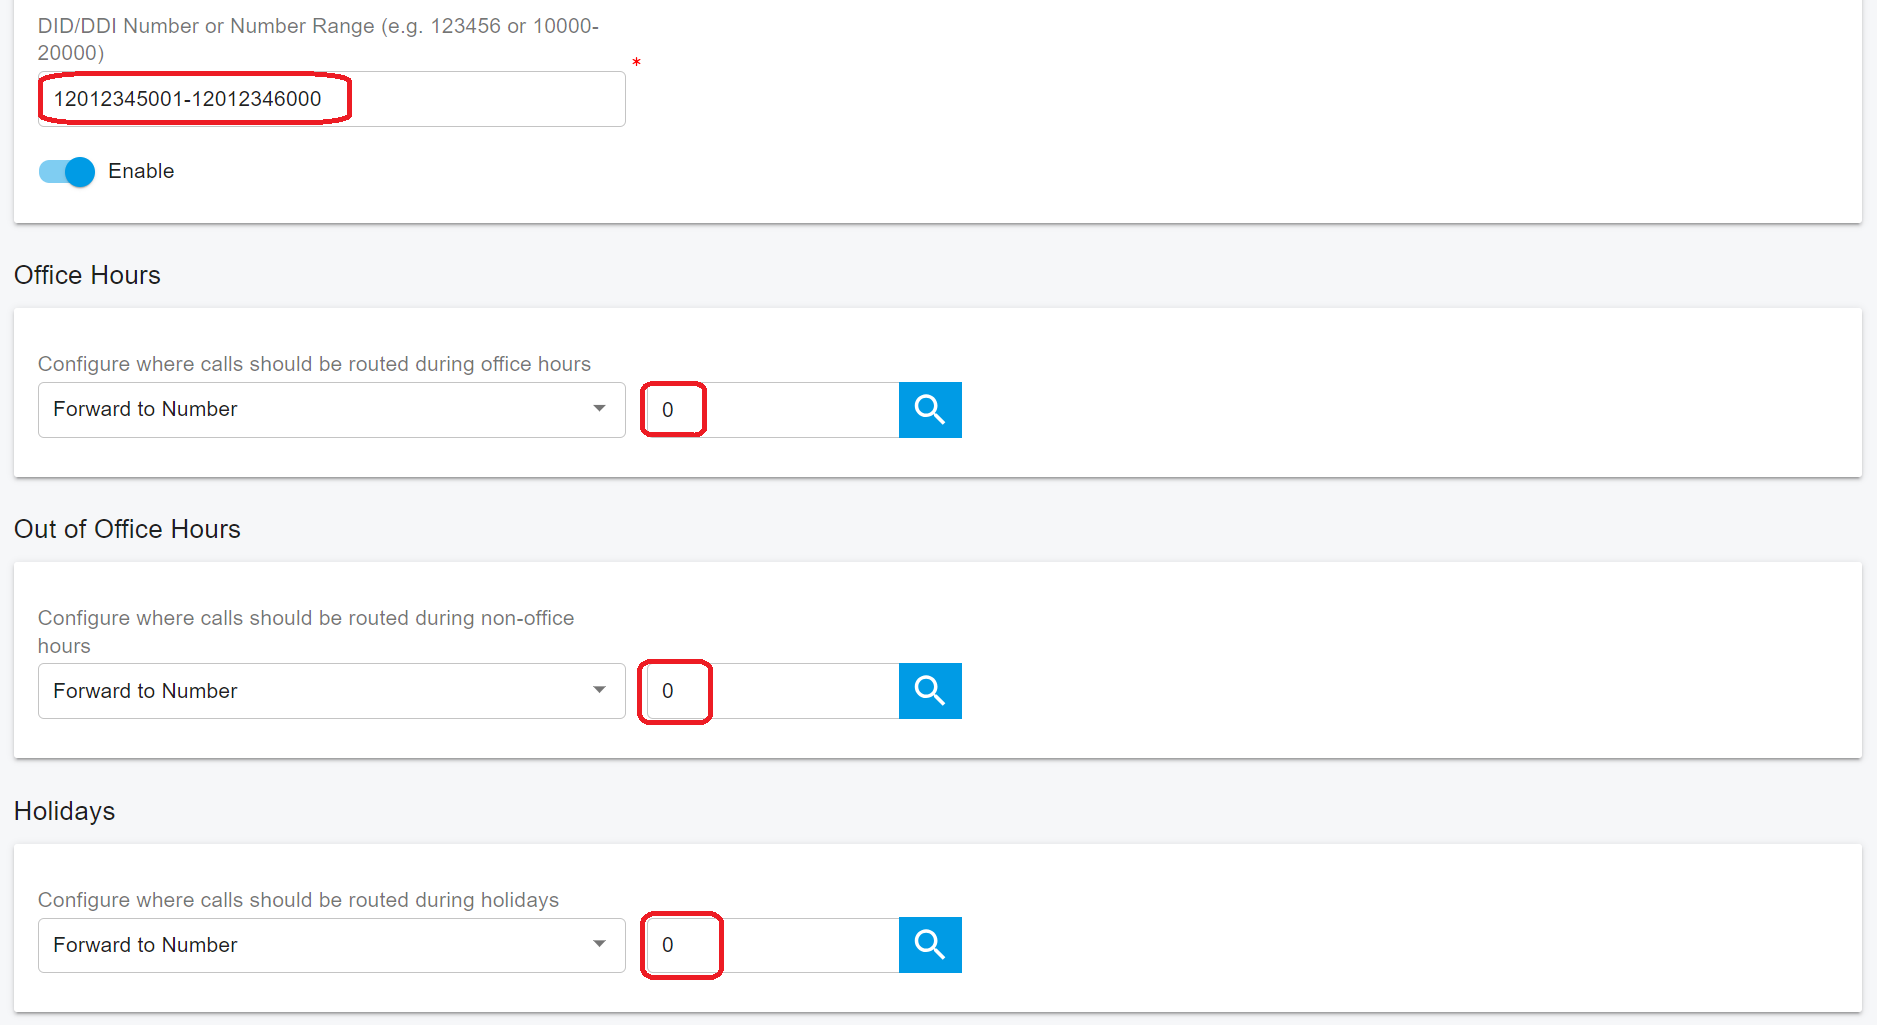 DID/DDI Number or Number Range (e.g. 123456 or 10000-
20000)
*
12012345001-12012346000
Enable
Office Hours
Configure where calls should be routed during office hours
Forward to Number
0
Out of Office Hours
Configure where calls should be routed during non-office
hours
Forward to Number
0
Holidays
Configure where calls should be routed during holidays
Forward to Number
0